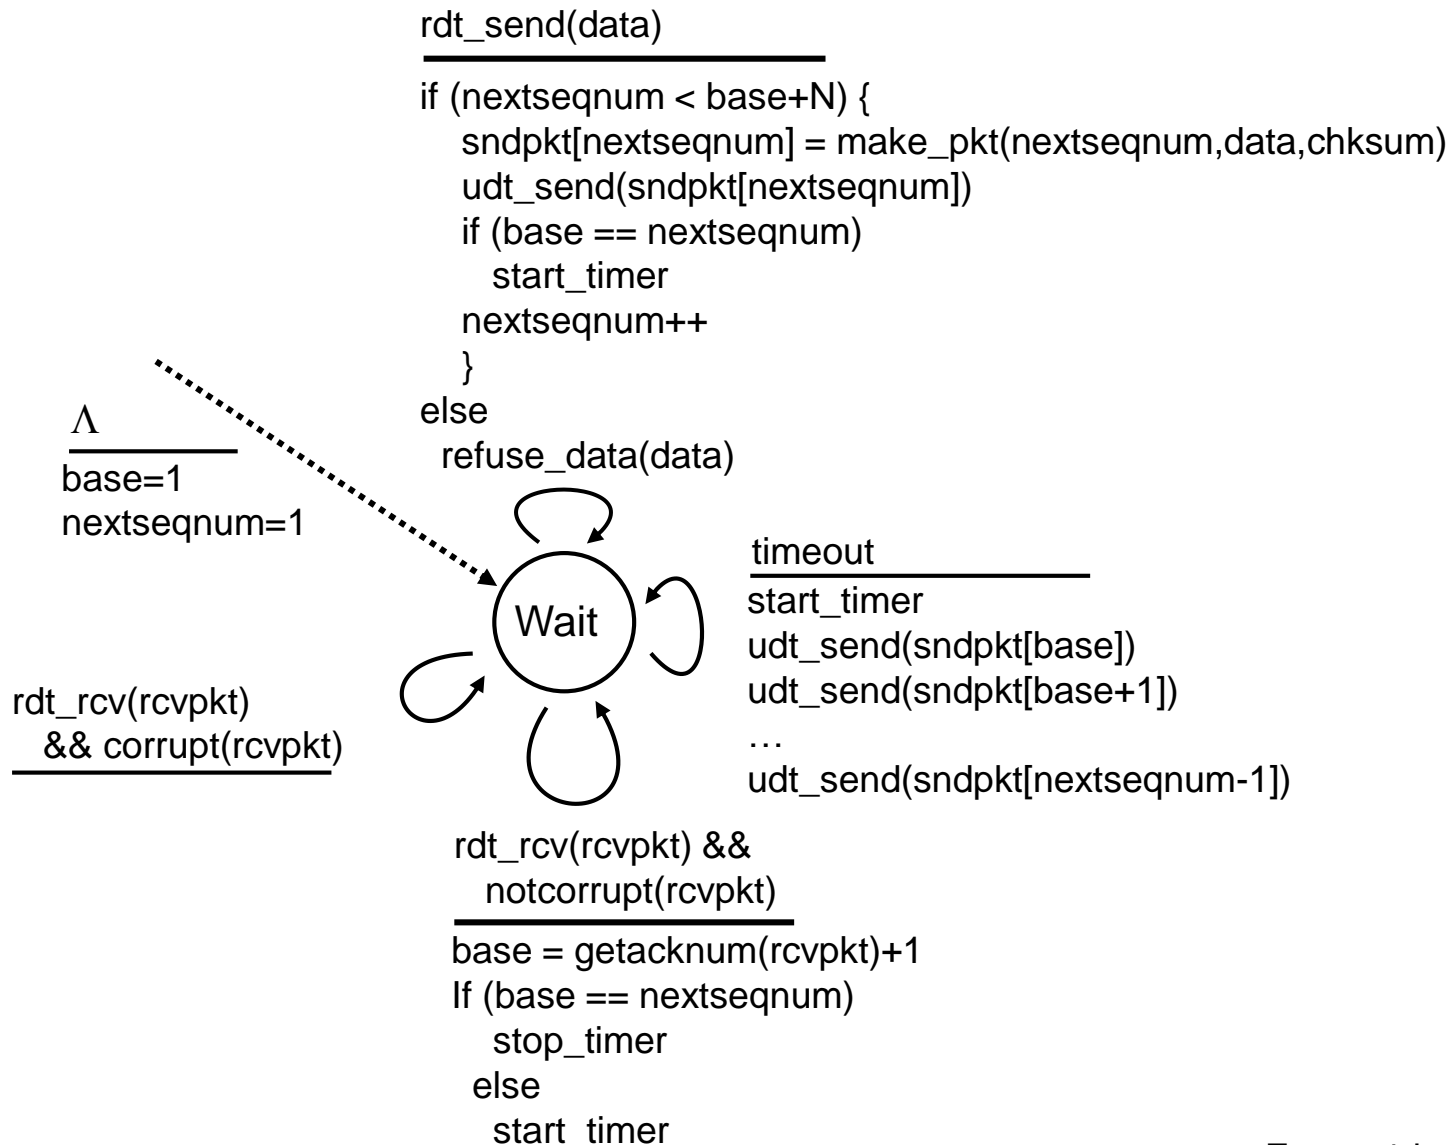 rdt_send(data)
if (nextseqnum < base+N) {
sndpkt[nextseqnum] = make_pkt(nextseqnum,data,chksum)
udt_send(sndpkt[nextseqnum])
if (base == nextseqnum)
start_timer
nextseqnum++
}
else
refuse_data(data)
Λ
base=1
nextseqnum=1
Wait
timeout
start_timer
udt_send(sndpkt[base])
udt_send(sndpkt[base+1])
…
udt_send(sndpkt[nextseqnum-1])
rdt_rcv(rcvpkt)
&& corrupt(rcvpkt)
rdt_rcv(rcvpkt) &&
notcorrupt(rcvpkt)
base = getacknum(rcvpkt)+1
If (base == nextseqnum)
stop_timer
else
start_timer